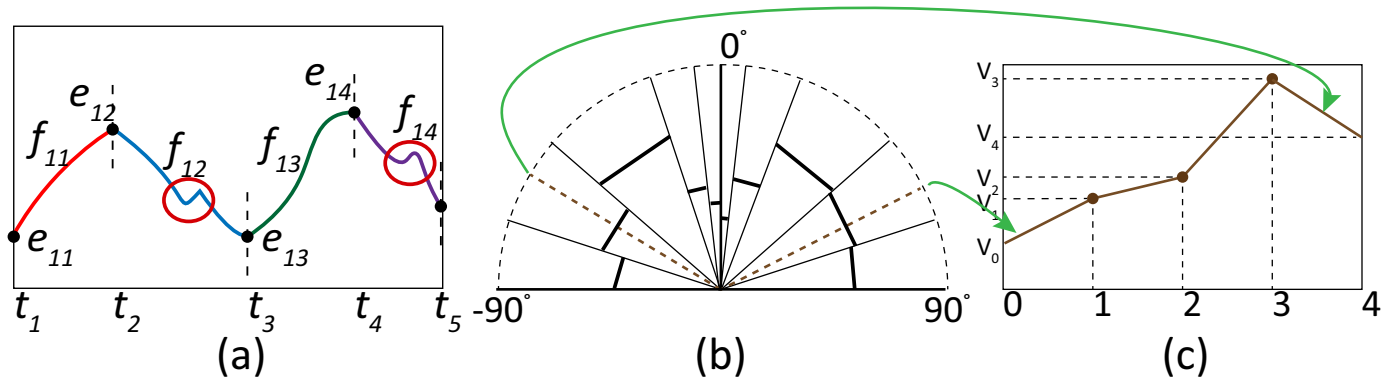 e₁₁
f₁₁
e₁₂
f₁₂
e₁₃
f₁₃
e₁₄
f₁₄
t₁ t₂ t₃ t₄ t₅
(a)
0°
-90° 90°
(b)
V₃
V₄
V₂
V₁
V₀
0 1 2 3 4
(c)